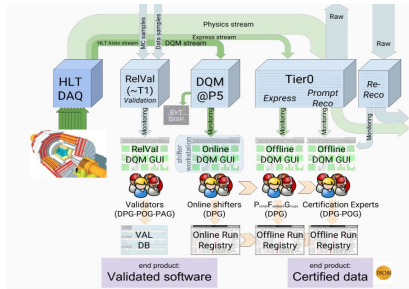 Physics stream
Express stream
HLT histo stream
DQM stream
MC samples
Data samples
Raw
Raw
HLT
DAQ
RelVal
(~T1)
Validation
DQM
@P5
Tier0
Express
Prompt
Reco
Re-
Reco
EVT
DISP.
Monitoring
Monitoring
Monitoring
Monitoring
Monitoring
shifter
workstation
RelVal
DQM GUI
Online
DQM GUI
Offline
DQM GUI
Offline
DQM GUI
Validators
(DPG-POG-PAG)
Online shifters
(DPG)
PromptFeedbackGroups
(DPG)
Certification Experts
(DPG-POG)
VAL
DB
Online Run
Registry
Offline Run
Registry
Offline Run
Registry
end product:
Validated software
end product:
Certified data
JSON